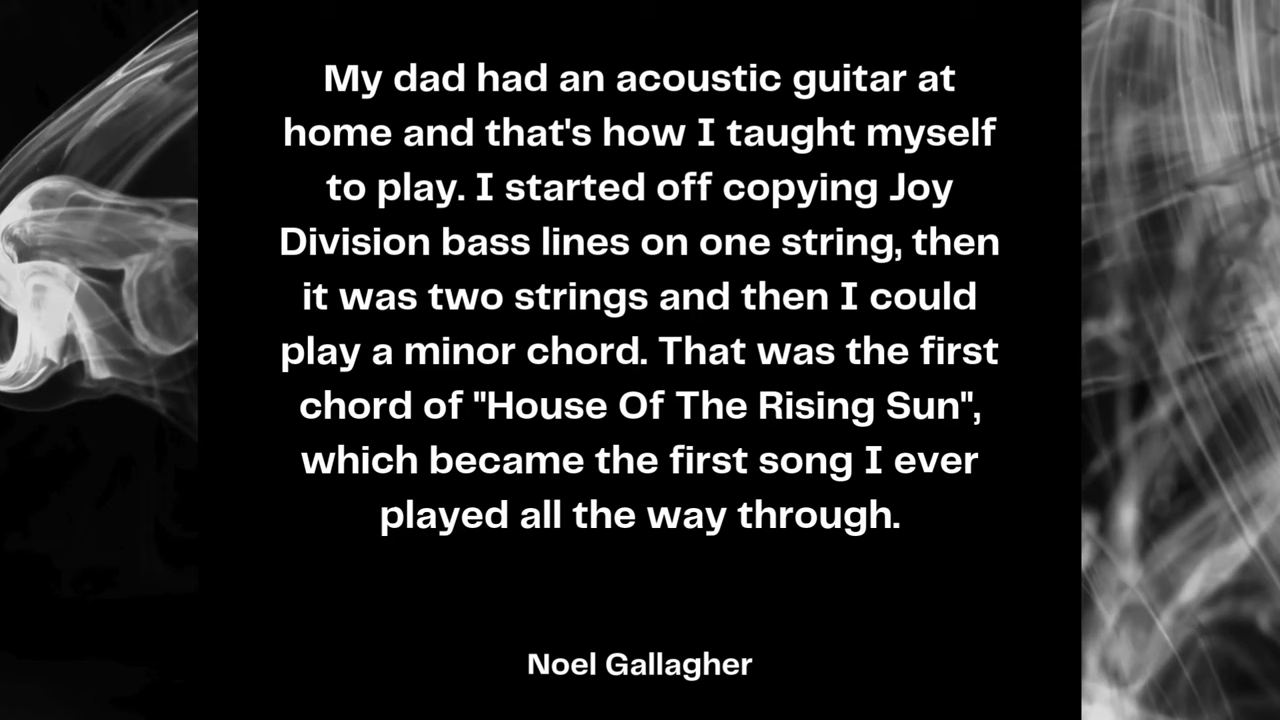 My dad had an acoustic guitar at
home and that's how I taught myself
to play. I started off copying Joy
Division bass lines on one string, then
it was two strings and then I could
play a minor chord. That was the first
chord of "House Of The Rising Sun",
which became the first song I ever
played all the way through.
Noel Gallagher